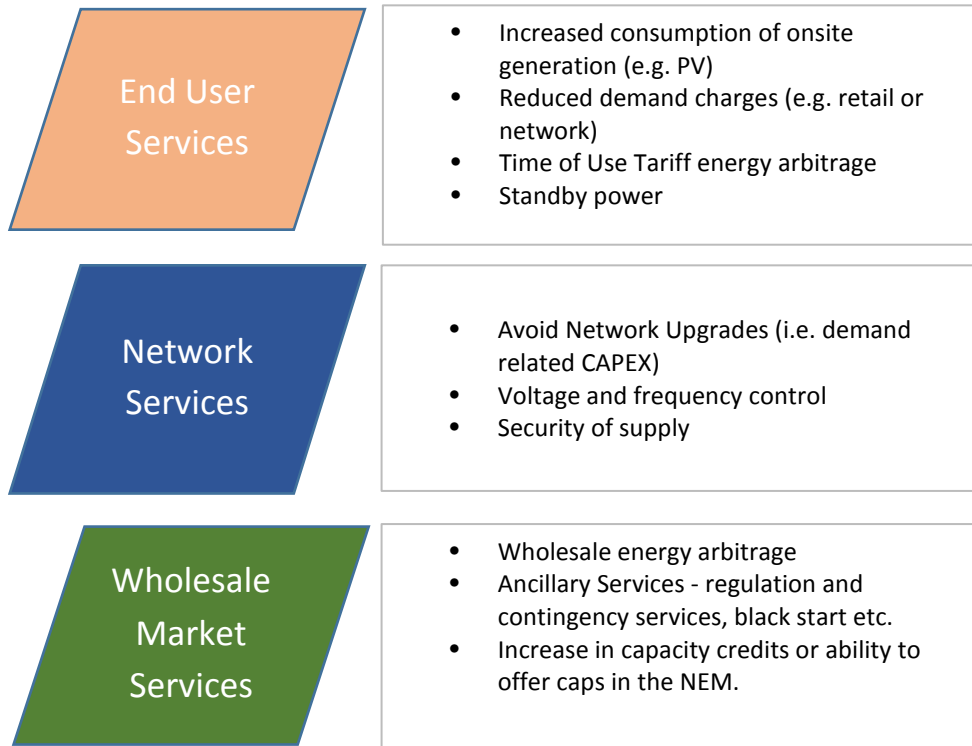 End User
Services
• Increased consumption of onsite
generation (e.g. PV)
• Reduced demand charges (e.g. retail or
network)
• Time of Use Tariff energy arbitrage
• Standby power
Network
Services
• Avoid Network Upgrades (i.e. demand
related CAPEX)
• Voltage and frequency control
• Security of supply
Wholesale
Market
Services
• Wholesale energy arbitrage
• Ancillary Services - regulation and
contingency services, black start etc.
• Increase in capacity credits or ability to
offer caps in the NEM.